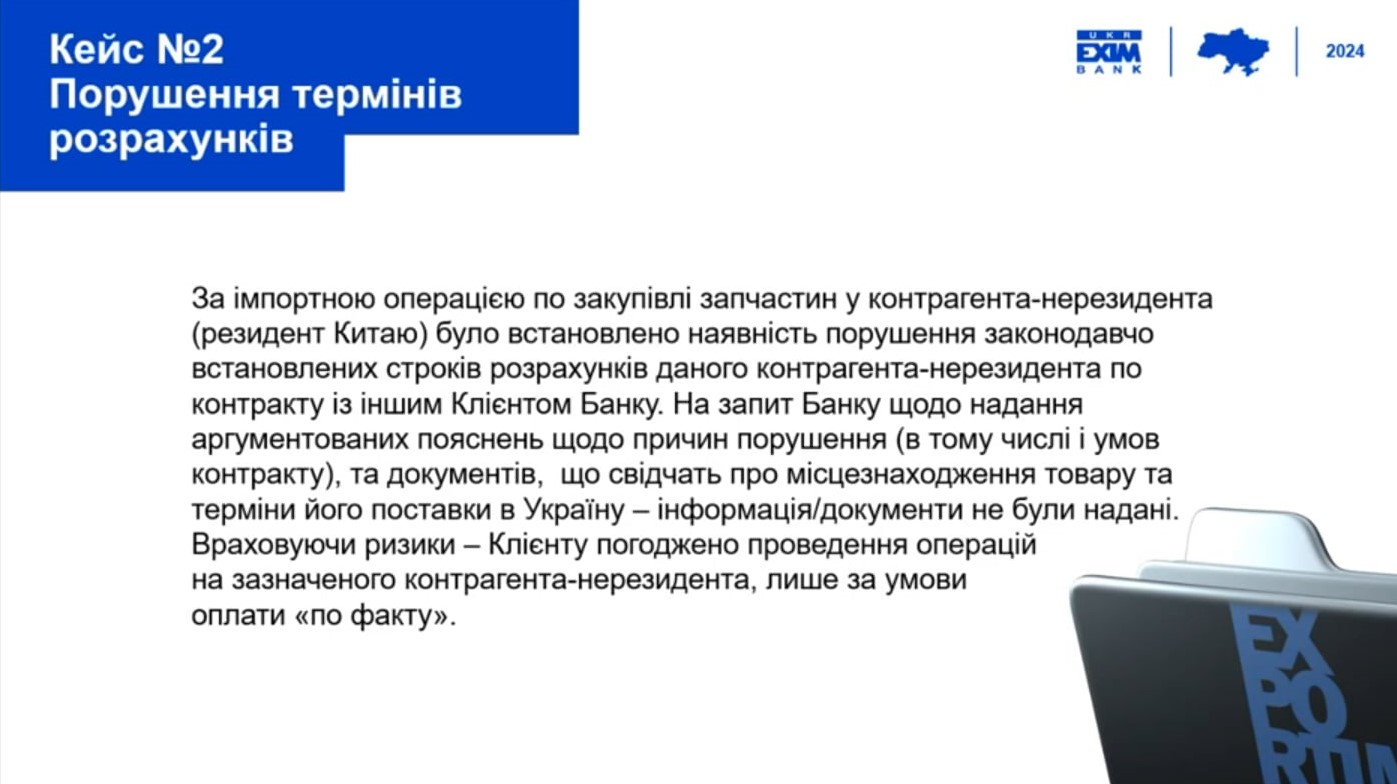 Кейс №2
Порушення термінів
розрахунків
UKR
EXIM
BANK
2024
За імпортною операцією по закупівлі запчастин у контрагента-нерезидента
(резидент Китаю) було встановлено наявність порушення законодавчо
встановлених строків розрахунків даного контрагента-нерезидента по
контракту із іншим Клієнтом Банку. На запит Банку щодо надання
аргументованих пояснень щодо причин порушення (в тому числі і умов
контракту), та документів,  що свідчать про місцезнаходження товару та
терміни його поставки в Україну – інформація/документи не були надані.
Враховуючи ризики – Клієнту погоджено проведення операцій
на зазначеного контрагента-нерезидента, лише за умови
оплати «по факту».
EX
PO